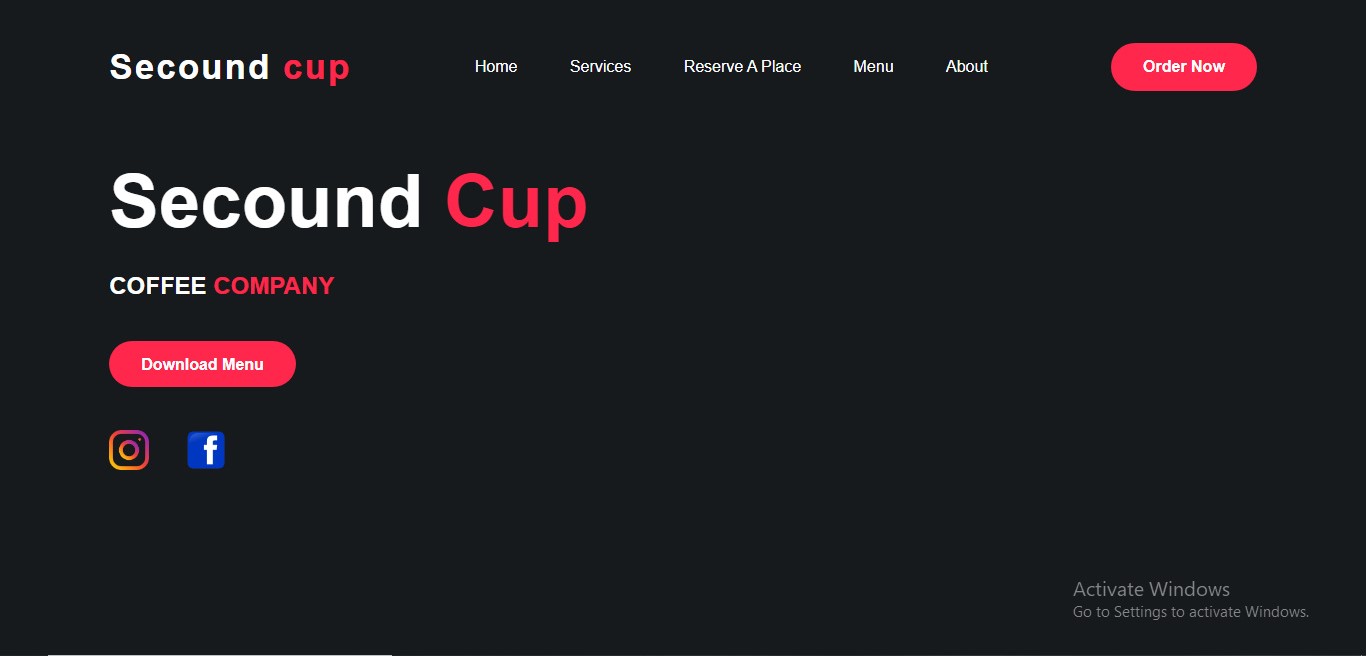 Secound cup
Home Services Reserve A Place Menu About
Order Now
Secound Cup
COFFEE COMPANY
Download Menu
f
Activate Windows
Go to Settings to activate Windows.